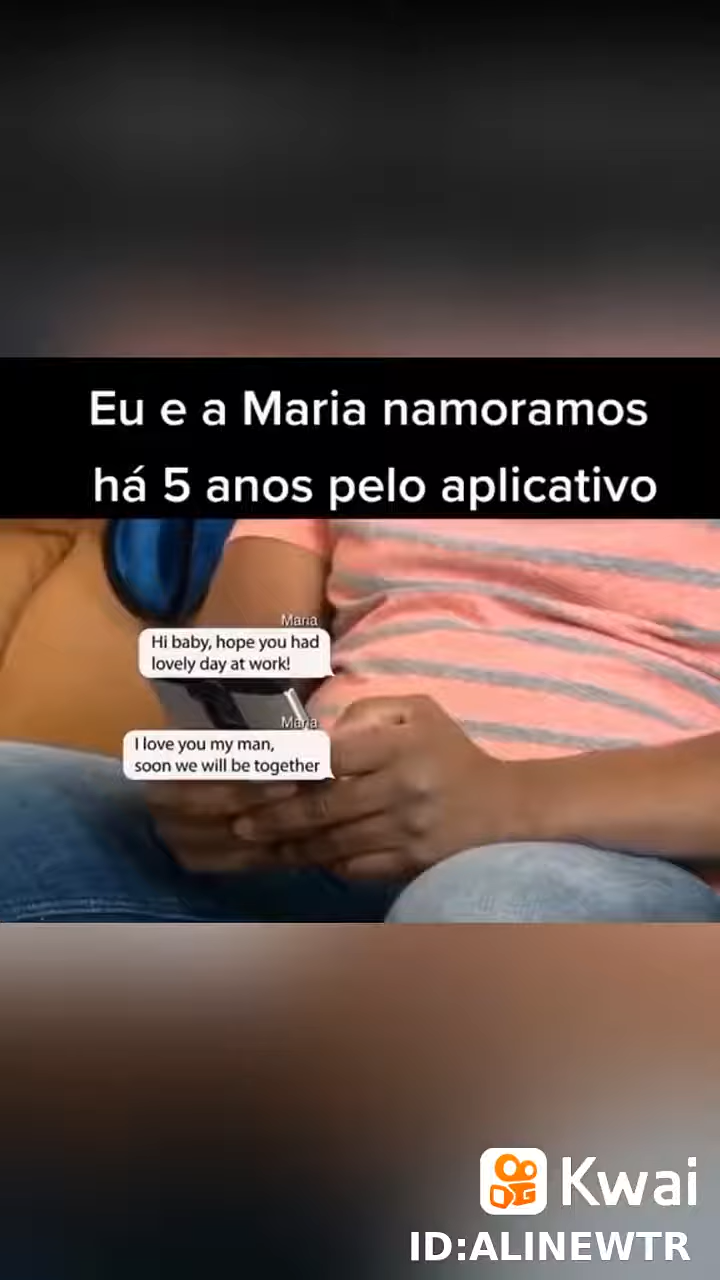 Eu e a Maria namoramos
há 5 anos pelo aplicativo
Maria
Hi baby, hope you had
lovely day at work!
Maria
I love you my man,
soon we will be together
Kwai
ID:ALINEWTR